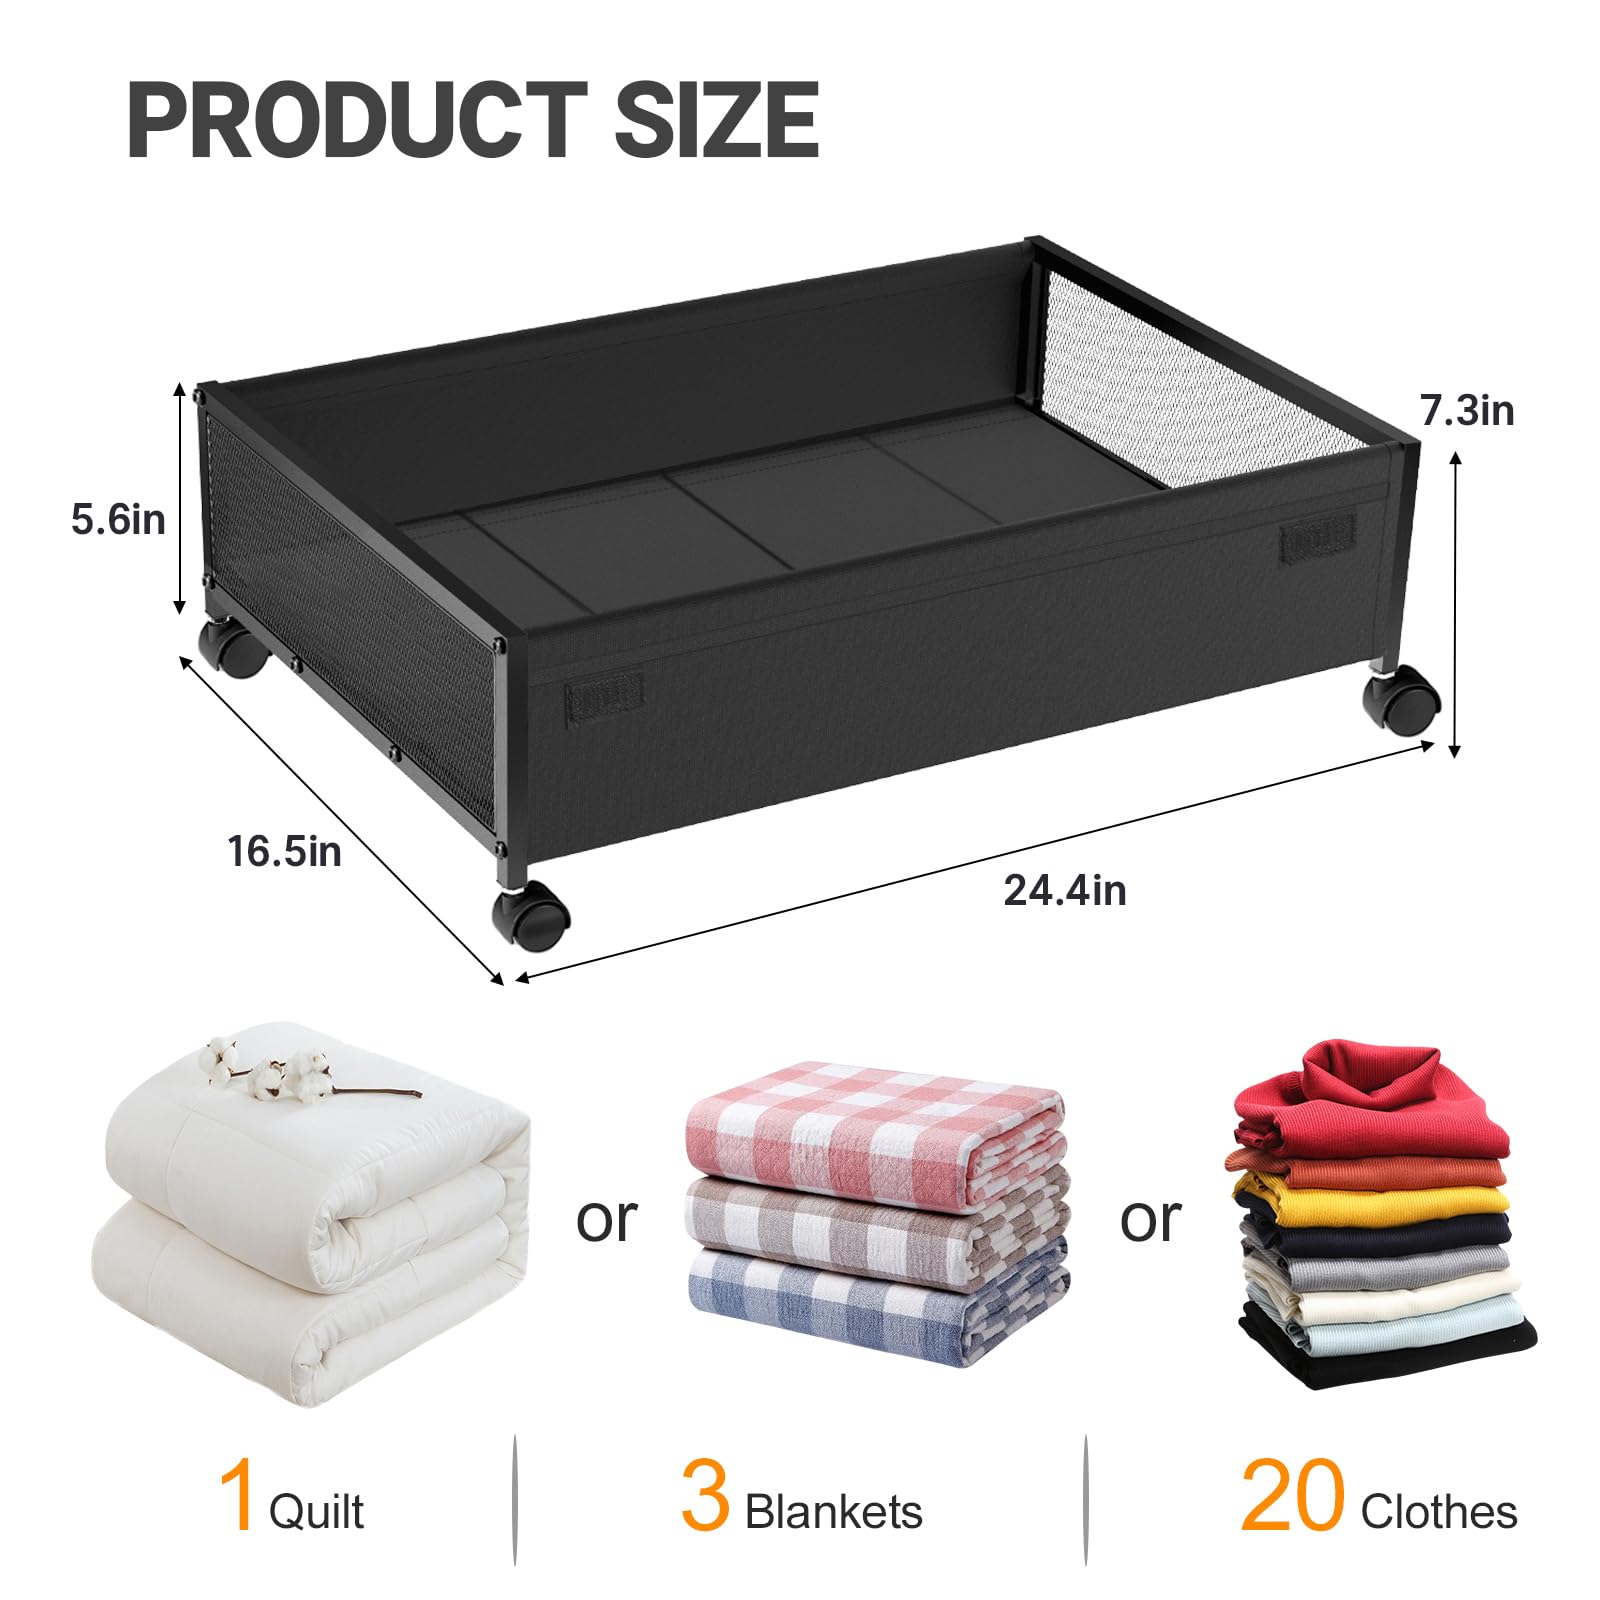 PRODUCT SIZE
7.3in
5.6in
16.5in
24.4in
or
or
1 Quilt
3 Blankets
20 Clothes